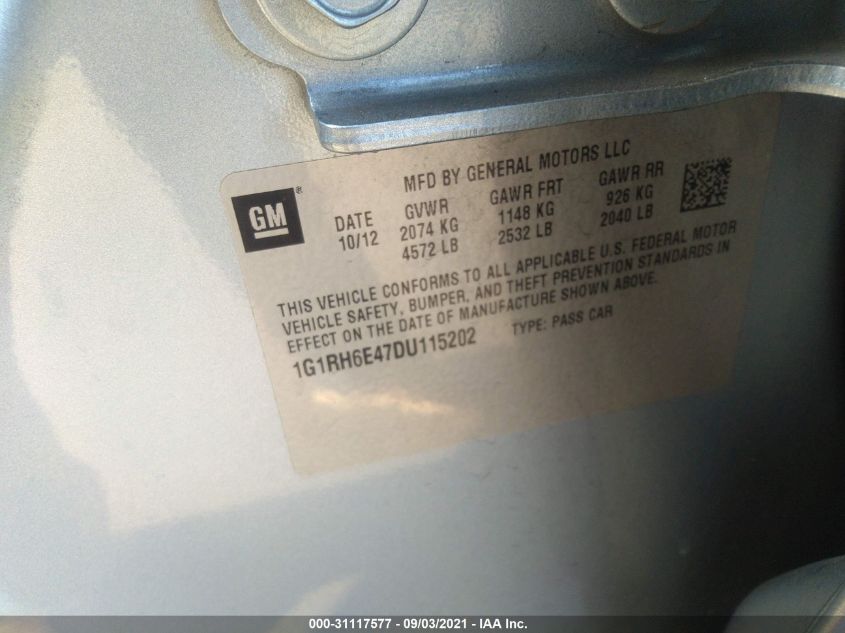 MFD BY GENERAL MOTORS LLC
GM ®
DATE GVWR GAWR FRT GAWR RR
10/12 2074 KG 1148 KG 926 KG
4572 LB 2532 LB 2040 LB
THIS VEHICLE CONFORMS TO ALL APPLICABLE U.S. FEDERAL MOTOR
VEHICLE SAFETY, BUMPER, AND THEFT PREVENTION STANDARDS IN
EFFECT ON THE DATE OF MANUFACTURE SHOWN ABOVE.
1G1RH6E47DU115202 TYPE: PASS CAR
000-31117577 - 09/03/2021 - IAA Inc.